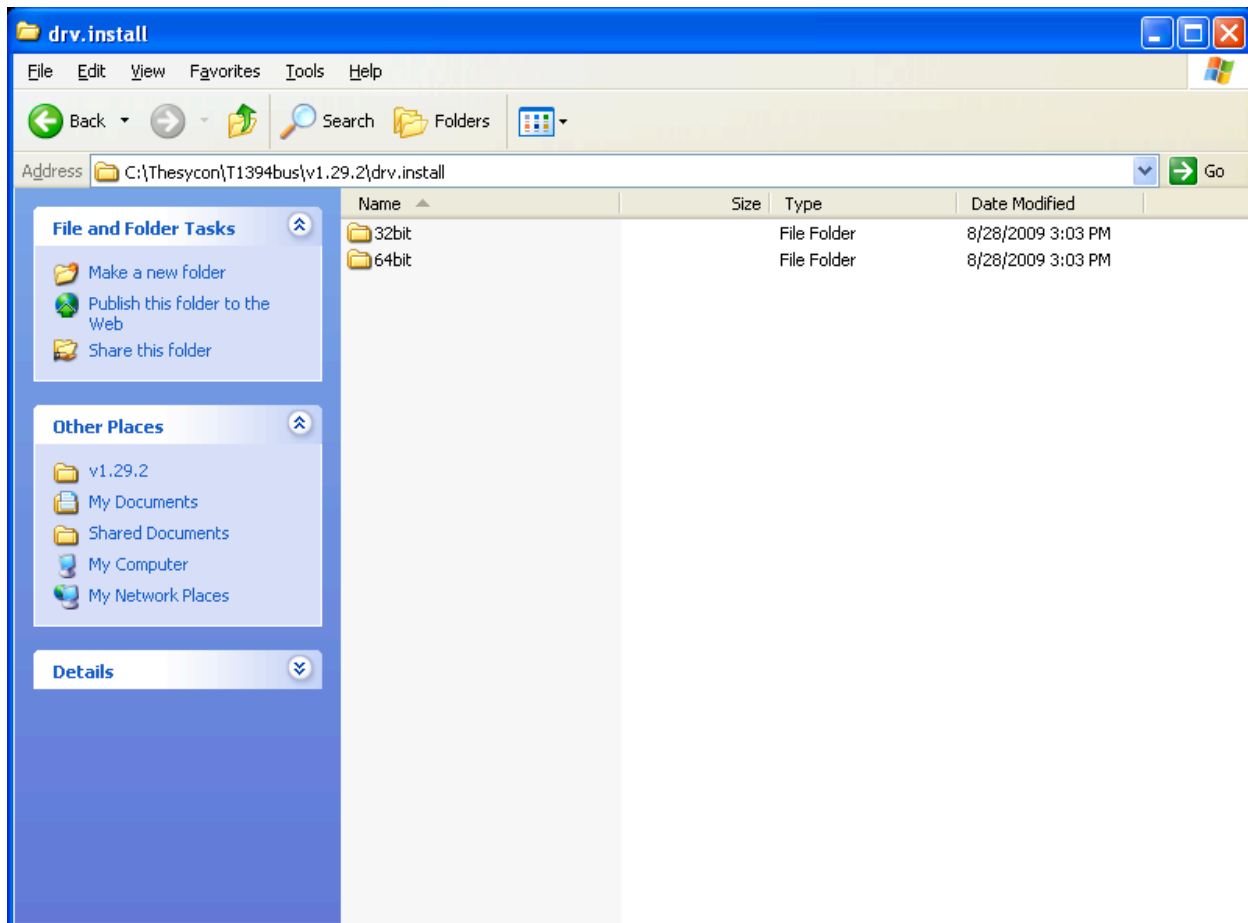 drv.install
File Edit View Favorites Tools Help
Back Search Folders
Address C:\Thesycon\T1394bus\v1.29.2\drv.install Go
File and Folder Tasks
Make a new folder
Publish this folder to the
Web
Share this folder
Other Places
v1.29.2
My Documents
Shared Documents
My Computer
My Network Places
Details
Name Size Type Date Modified
32bit File Folder 8/28/2009 3:03 PM
64bit File Folder 8/28/2009 3:03 PM